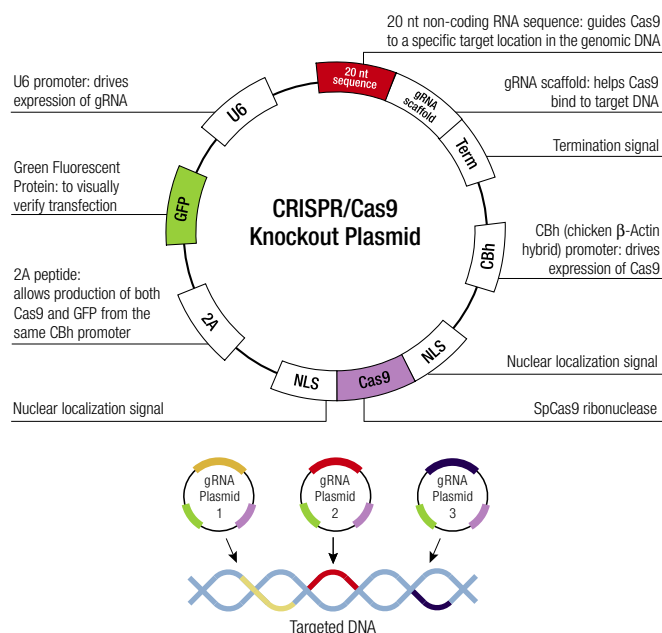 20 nt non-coding RNA sequence: guides Cas9
to a specific target location in the genomic DNA
U6 promoter: drives
expression of gRNA
20 nt
sequence
gRNA
scaffold
gRNA scaffold: helps Cas9
bind to target DNA
U6
Term
Termination signal
Green Fluorescent
Protein: to visually
verify transfection
GFP
CRISPR/Cas9
Knockout Plasmid
CBh
CBh (chicken β-Actin
hybrid) promoter: drives
expression of Cas9
2A peptide:
allows production of both
Cas9 and GFP from the
same CBh promoter
2A
NLS
Cas9
NLS
Nuclear localization signal
Nuclear localization signal
SpCas9 ribonuclease
gRNA
Plasmid
1
gRNA
Plasmid
2
gRNA
Plasmid
3
Targeted DNA